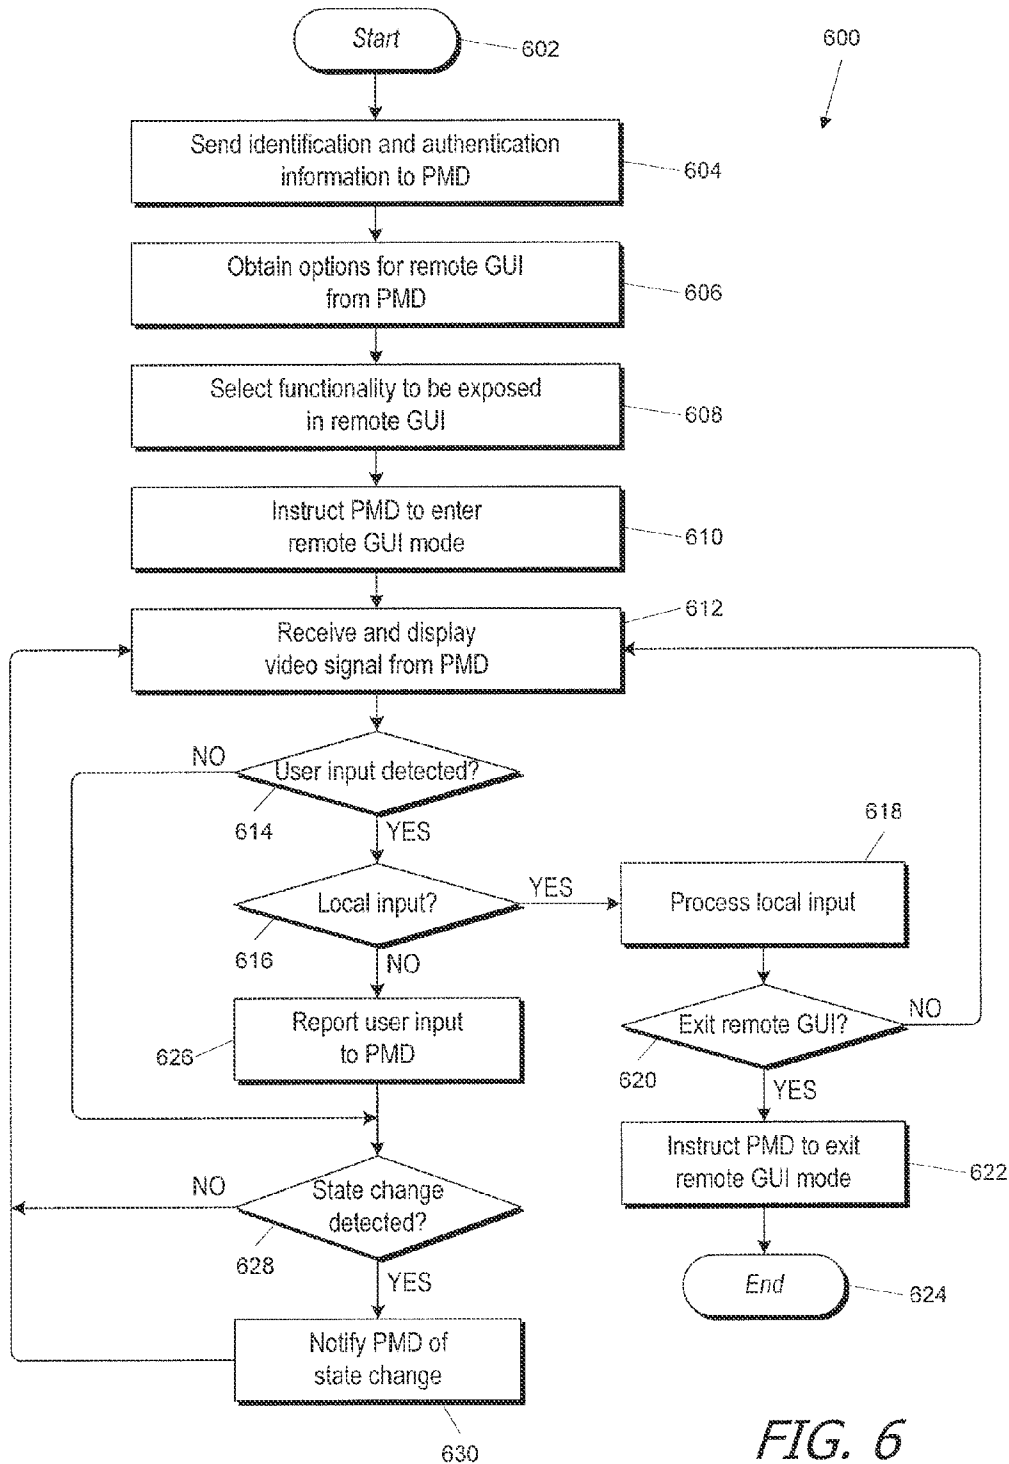 Start
602
600
Send identification and authentication
information to PMD
604
Obtain options for remote GUI
from PMD
606
Select functionality to be exposed
in remote GUI
608
Instruct PMD to enter
remote GUI mode
610
612
Receive and display
video signal from PMD
NO
User input detected?
614
YES
618
Local input?
YES
Process local input
616
NO
Report user input
to PMD
626
Exit remote GUI?
NO
620
YES
Instruct PMD to exit
remote GUI mode
622
NO
State change
detected?
628
YES
End
624
Notify PMD of
state change
630
FIG. 6